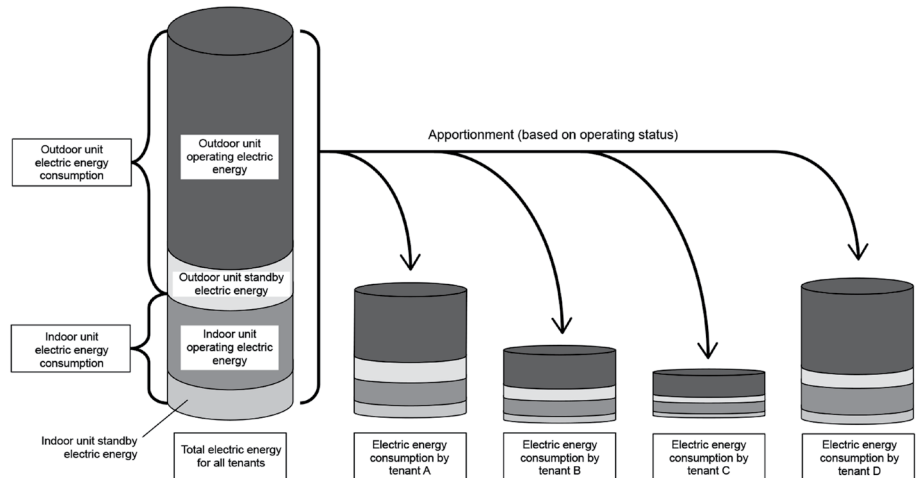 Outdoor unit
operating electric
energy
Apportionment (based on operating status)
Outdoor unit
electric energy
consumption
Outdoor unit standby
electric energy
Indoor unit
electric energy
consumption
Indoor unit
operating electric
energy
Indoor unit standby
electric energy
Total electric energy
for all tenants
Electric energy
consumption by
tenant A
Electric energy
consumption by
tenant B
Electric energy
consumption by
tenant C
Electric energy
consumption by
tenant D